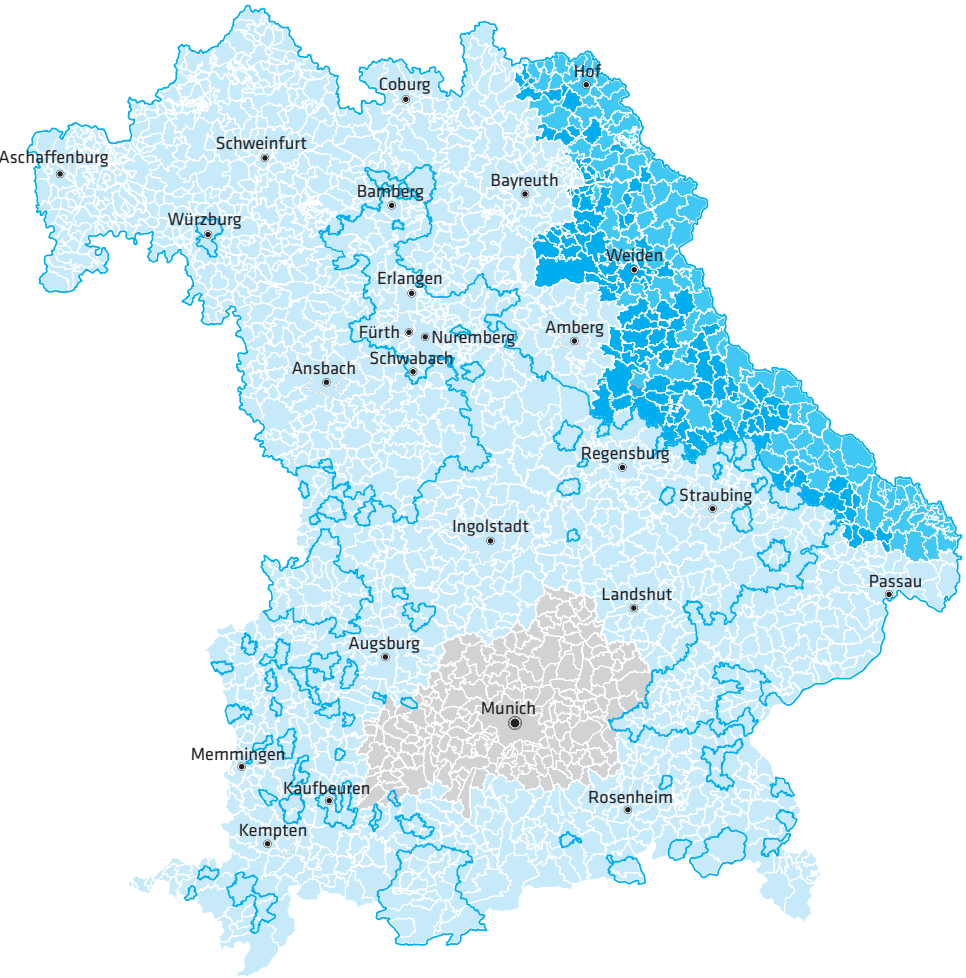 Hof
Coburg
Schweinfurt
Aschaffenburg
Bayreuth
Bamberg
Würzburg
Weiden
Erlangen
Amberg
Fürth
Nuremberg
Schwabach
Ansbach
Regensburg
Straubing
Ingolstadt
Passau
Landshut
Augsburg
Munich
Memmingen
Kaufbeuren
Rosenheim
Kempten